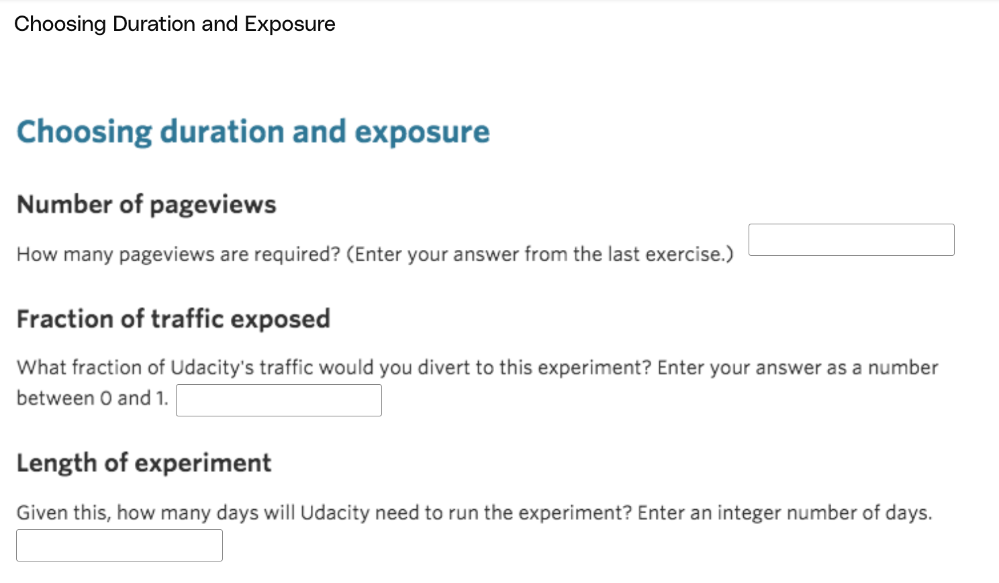 Choosing Duration and Exposure
Choosing duration and exposure
Number of pageviews
How many pageviews are required? (Enter your answer from the last exercise.)
Fraction of traffic exposed
What fraction of Udacity's traffic would you divert to this experiment? Enter your answer as a number
between 0 and 1.
Length of experiment
Given this, how many days will Udacity need to run the experiment? Enter an integer number of days.